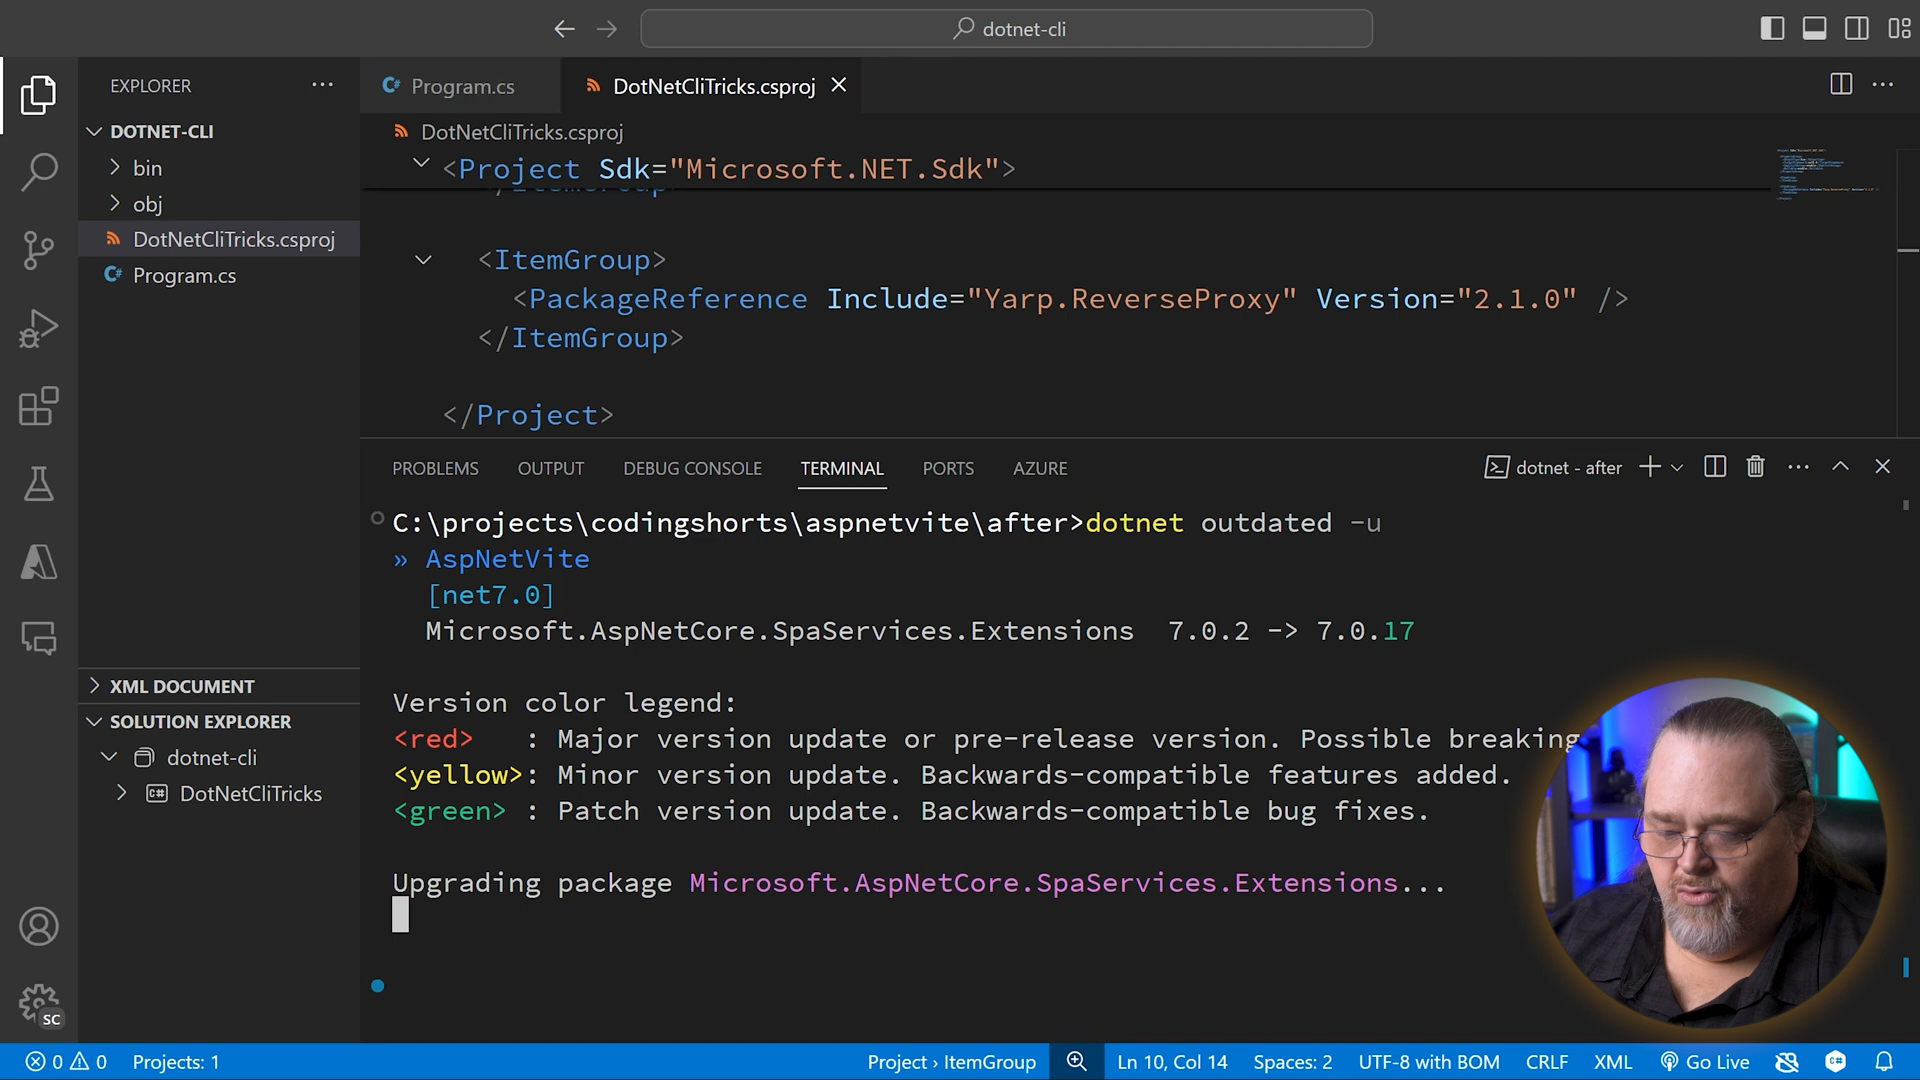 dotnet-cli
EXPLORER
Program.cs
DotNetCliTricks.csproj
DOTNET-CLI
bin
obj
DotNetCliTricks.csproj
Program.cs
XML DOCUMENT
SOLUTION EXPLORER
dotnet-cli
DotNetCliTricks
SC
DotNetCliTricks.csproj
<Project Sdk="Microsoft.NET.Sdk">
</ItemGroup>
<ItemGroup>
<PackageReference Include="Yarp.ReverseProxy" Version="2.1.0" />
</ItemGroup>
</Project>
PROBLEMS OUTPUT DEBUG CONSOLE TERMINAL PORTS AZURE
dotnet - after
C:\projects\codingshorts\aspnetvite\after>dotnet outdated -u
» AspNetVite
[net7.0]
Microsoft.AspNetCore.SpaServices.Extensions 7.0.2 -> 7.0.17
Version color legend:
<red> : Major version update or pre-release version. Possible breaking
<yellow>: Minor version update. Backwards-compatible features added.
<green> : Patch version update. Backwards-compatible bug fixes.
Upgrading package Microsoft.AspNetCore.SpaServices.Extensions...
0 0 Projects: 1 Project › ItemGroup Ln 10, Col 14 Spaces: 2 UTF-8 with BOM CRLF XML Go Live